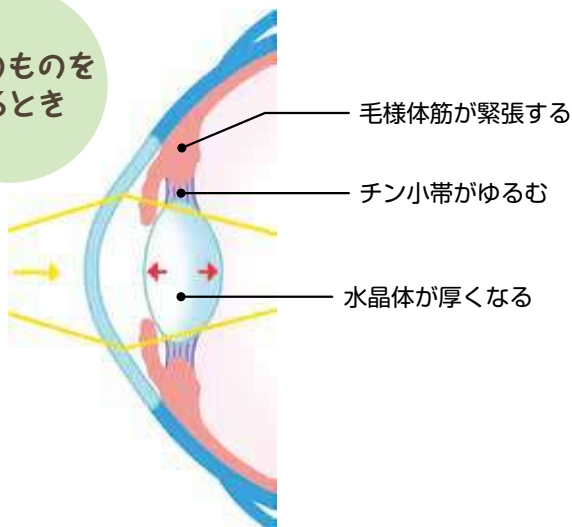 のものを
るとき
毛様体筋が緊張する
チン小帯がゆるむ
水晶体が厚くなる